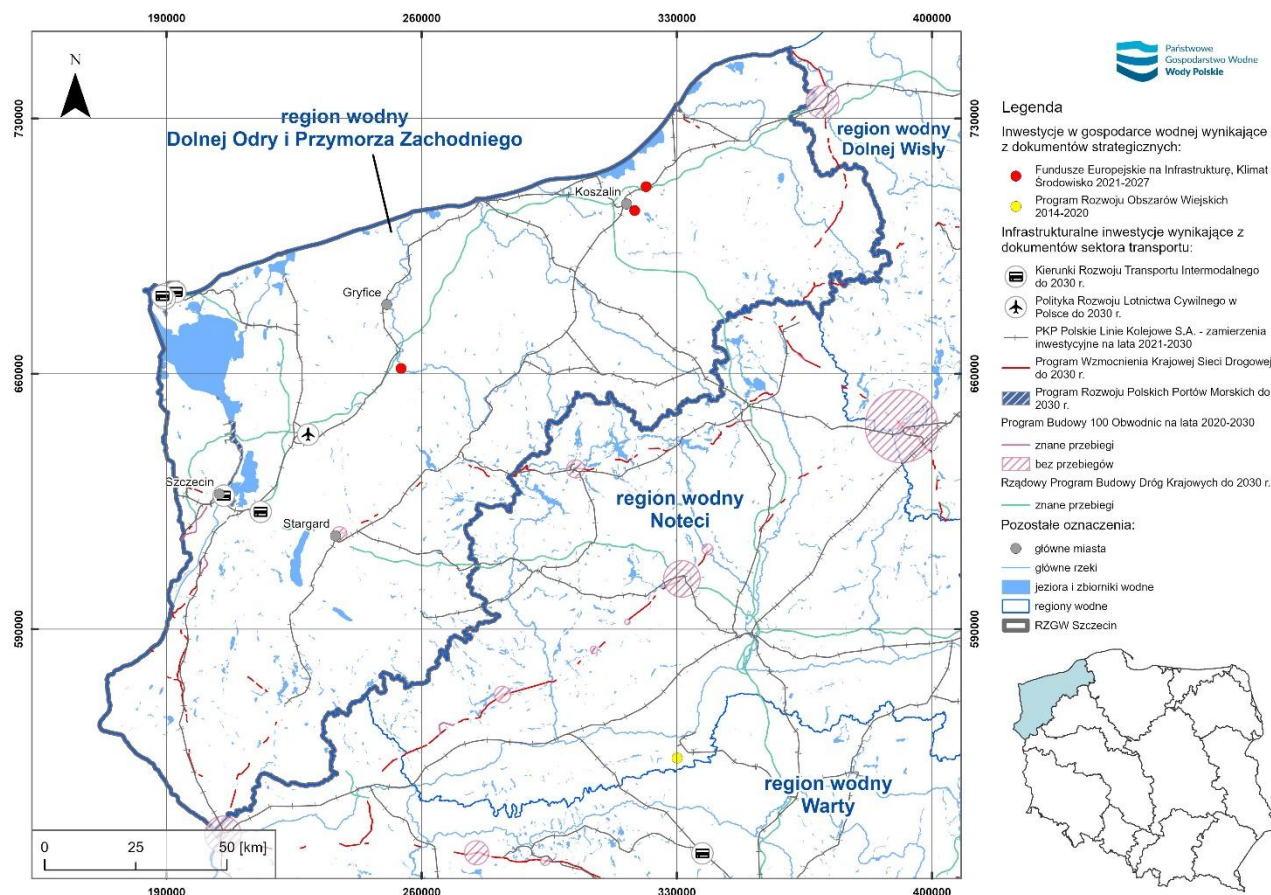 190000
260000
330000
400000
N
730000
730000
660000
660000
590000
590000
region wodny
Dolnej Odry i Przymorza Zachodniego
region wodny
Dolnej Wisły
Koszalin
Gryfice
Szczecin
Stargard
region wodny
Noteci
region wodny
Warty
0 25 50 [km]
190000
260000
330000
400000
Państwowe
Gospodarstwo Wodne
Wody Polskie
Legenda
Inwestycje w gospodarce wodnej wynikające
z dokumentów strategicznych:
Fundusze Europejskie na Infrastrukturę, Klimat
Środowisko 2021-2027
Program Rozwoju Obszarów Wiejskich
2014-2020
Infrastrukturalne inwestycje wynikające z
dokumentów sektora transportu:
Kierunki Rozwoju Transportu Intermodalnego
do 2030 r.
Polityka Rozwoju Lotnictwa Cywilnego w
Polsce do 2030 r.
PKP Polskie Linie Kolejowe S.A. - zamierzenia
inwestycyjne na lata 2021-2030
Program Wzmocnienia Krajowej Sieci Drogowej
do 2030 r.
Program Rozwoju Polskich Portów Morskich do
2030 r.
Program Budowy 100 Obwodnic na lata 2020-2030
znane przebiegi
bez przebiegów
Rządowy Program Budowy Dróg Krajowych do 2030 r.
znane przebiegi
Pozostałe oznaczenia:
główne miasta
główne rzeki
jeziora i zbiorniki wodne
regiony wodne
RZGW Szczecin